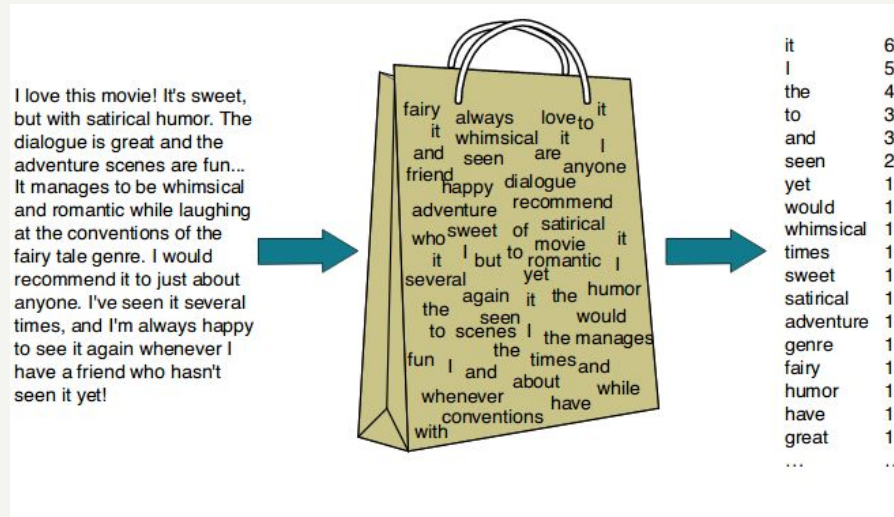 I love this movie! It's sweet,
but with satirical humor. The
dialogue is great and the
adventure scenes are fun...
It manages to be whimsical
and romantic while laughing
at the conventions of the
fairy tale genre. I would
recommend it to just about
anyone. I've seen it several
times, and I'm always happy
to see it again whenever I
have a friend who hasn't
seen it yet!
fairy always love to it
it whimsical it I
and seen are anyone
friend happy dialogue
adventure recommend
who sweet of satirical
it I but to movie it
romantic I
several yet
again it the humor
the seen would
to scenes I the manages
the
fun I and times and
about while
whenever have
conventions
with
it 6
I 5
the 4
to 3
and 3
seen 2
yet 1
would 1
whimsical 1
times 1
sweet 1
satirical 1
adventure 1
genre 1
fairy 1
humor 1
have 1
great 1
... ..